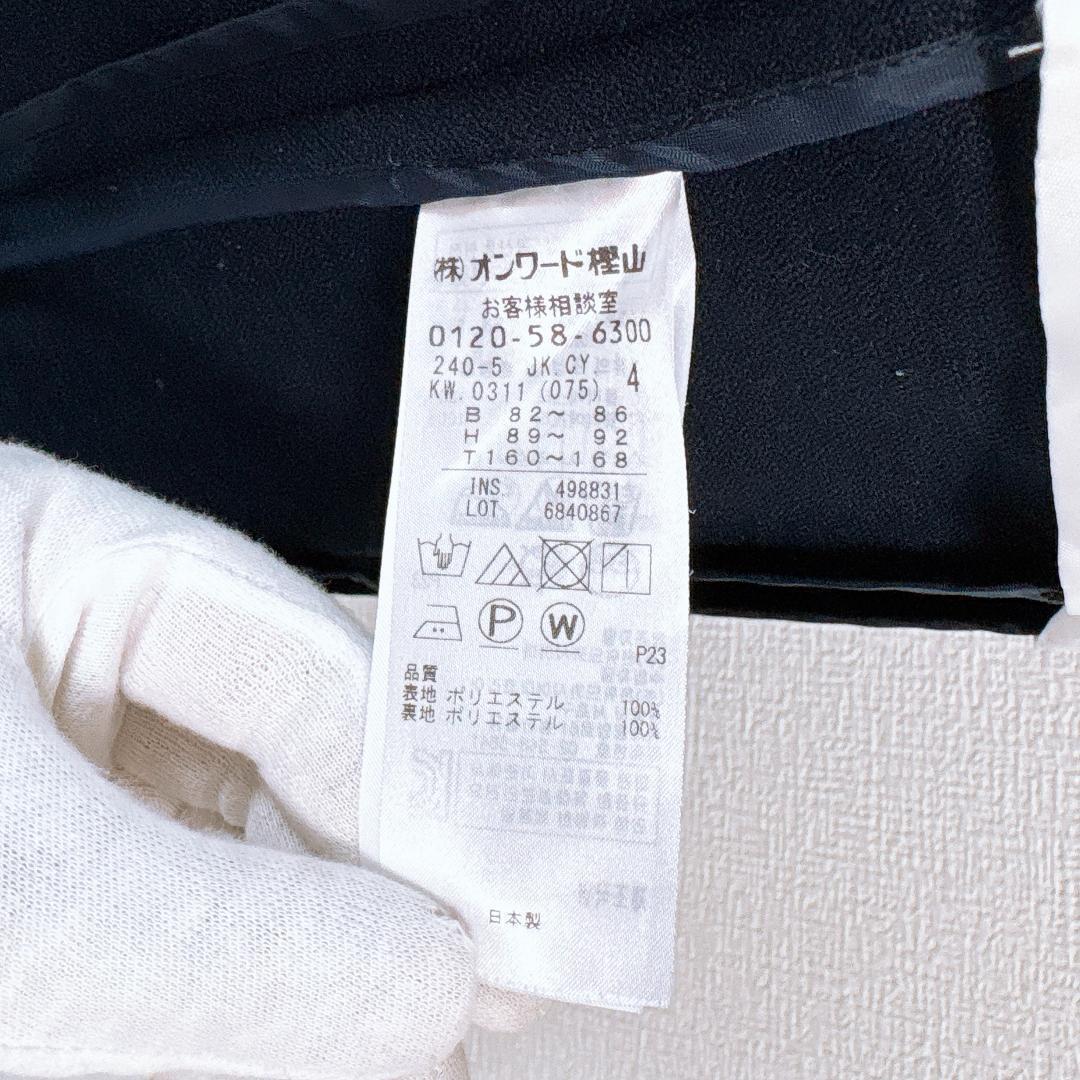 (株)オンワード樫山
お客様相談室
0120-58-6300
240-5 JK.CY. 4
KW.0311 (075)
B 82~ 86
H 89~ 92
T160~168
INS. 498831
LOT 6840867
P
W
P23
品質
表地 ポリエステル 100%
裏地 ポリエステル 100%
日本製